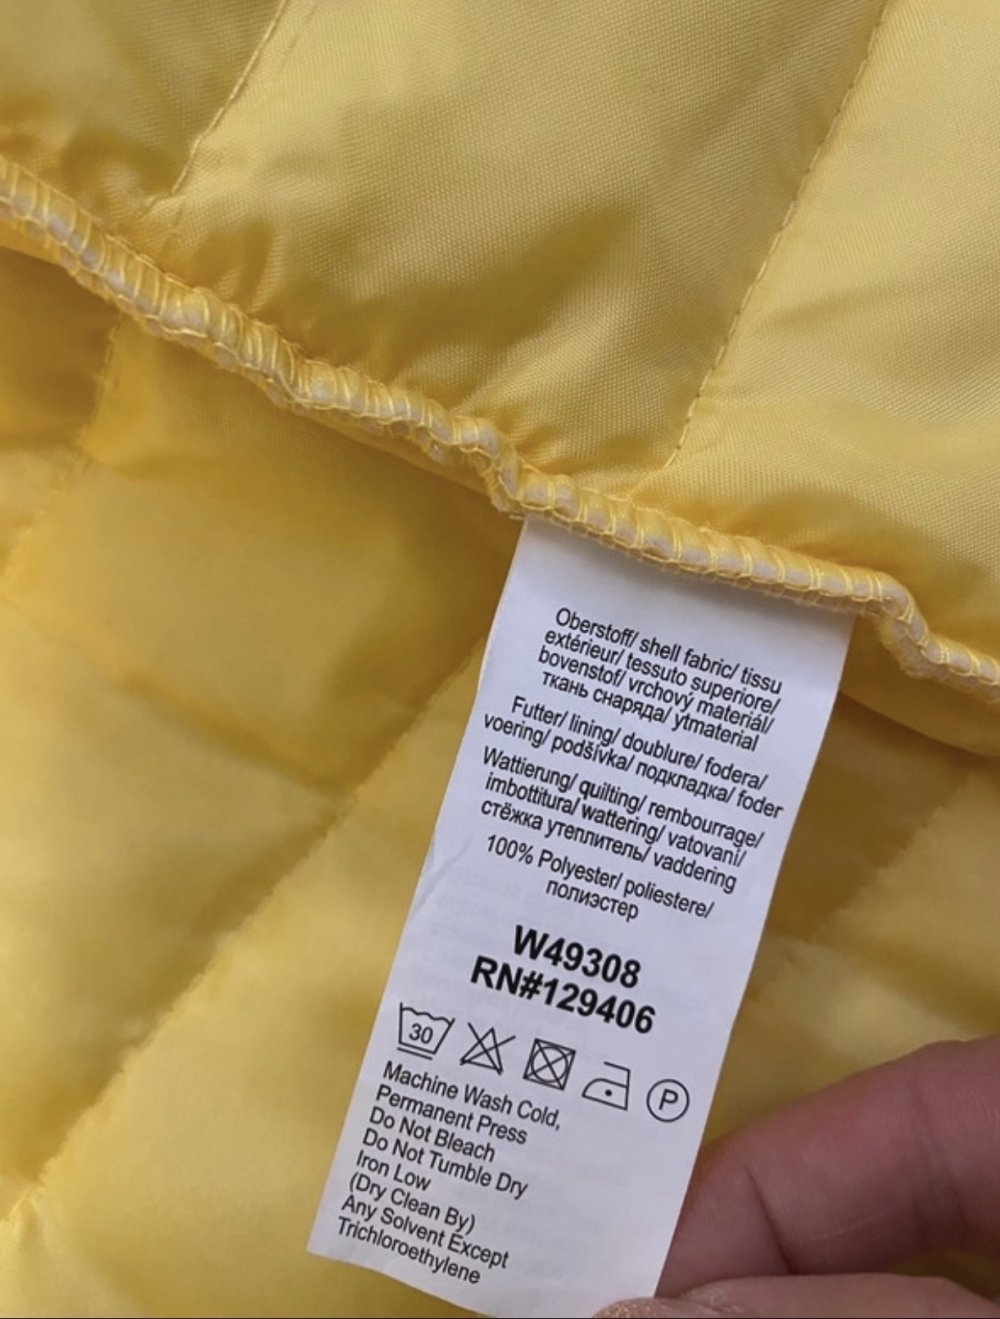 Oberstoff/ shell fabric/ tissu
extérieur/ tessuto superiore/
bovenstof/ vrchový materiál/
ткань снаряда/ ytmaterial
Futter/ lining/ doublure/ fodera/
voering/ podšívka/ подкладка/ foder
Wattierung/ quilting/ rembourrage/
imbottitura/ wattering/ vatovaní/
стёжка утеплитель/ vaddering
100% Polyester/ poliestere/
полиэстер
W49308
RN#129406
30
P
Machine Wash Cold,
Permanent Press
Do Not Bleach
Do Not Tumble Dry
Iron Low
(Dry Clean By)
Any Solvent Except
Trichloroethylene